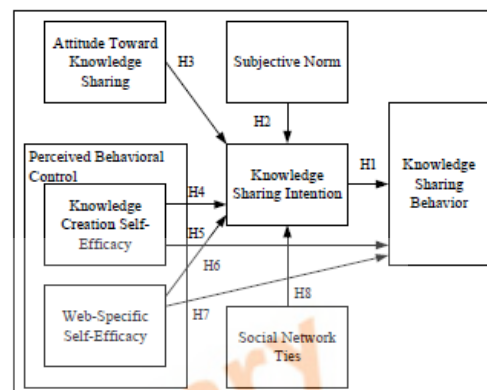 Attitude Toward
Knowledge
Sharing
H3
Subjective Norm
H2
Perceived Behavioral
Control
Knowledge
Sharing Intention
H1
Knowledge
Sharing
Behavior
Knowledge
Creation Self-
Efficacy
H4
H5
H6
Web-Specific
Self-Efficacy
H7
H8
Social Network
Ties